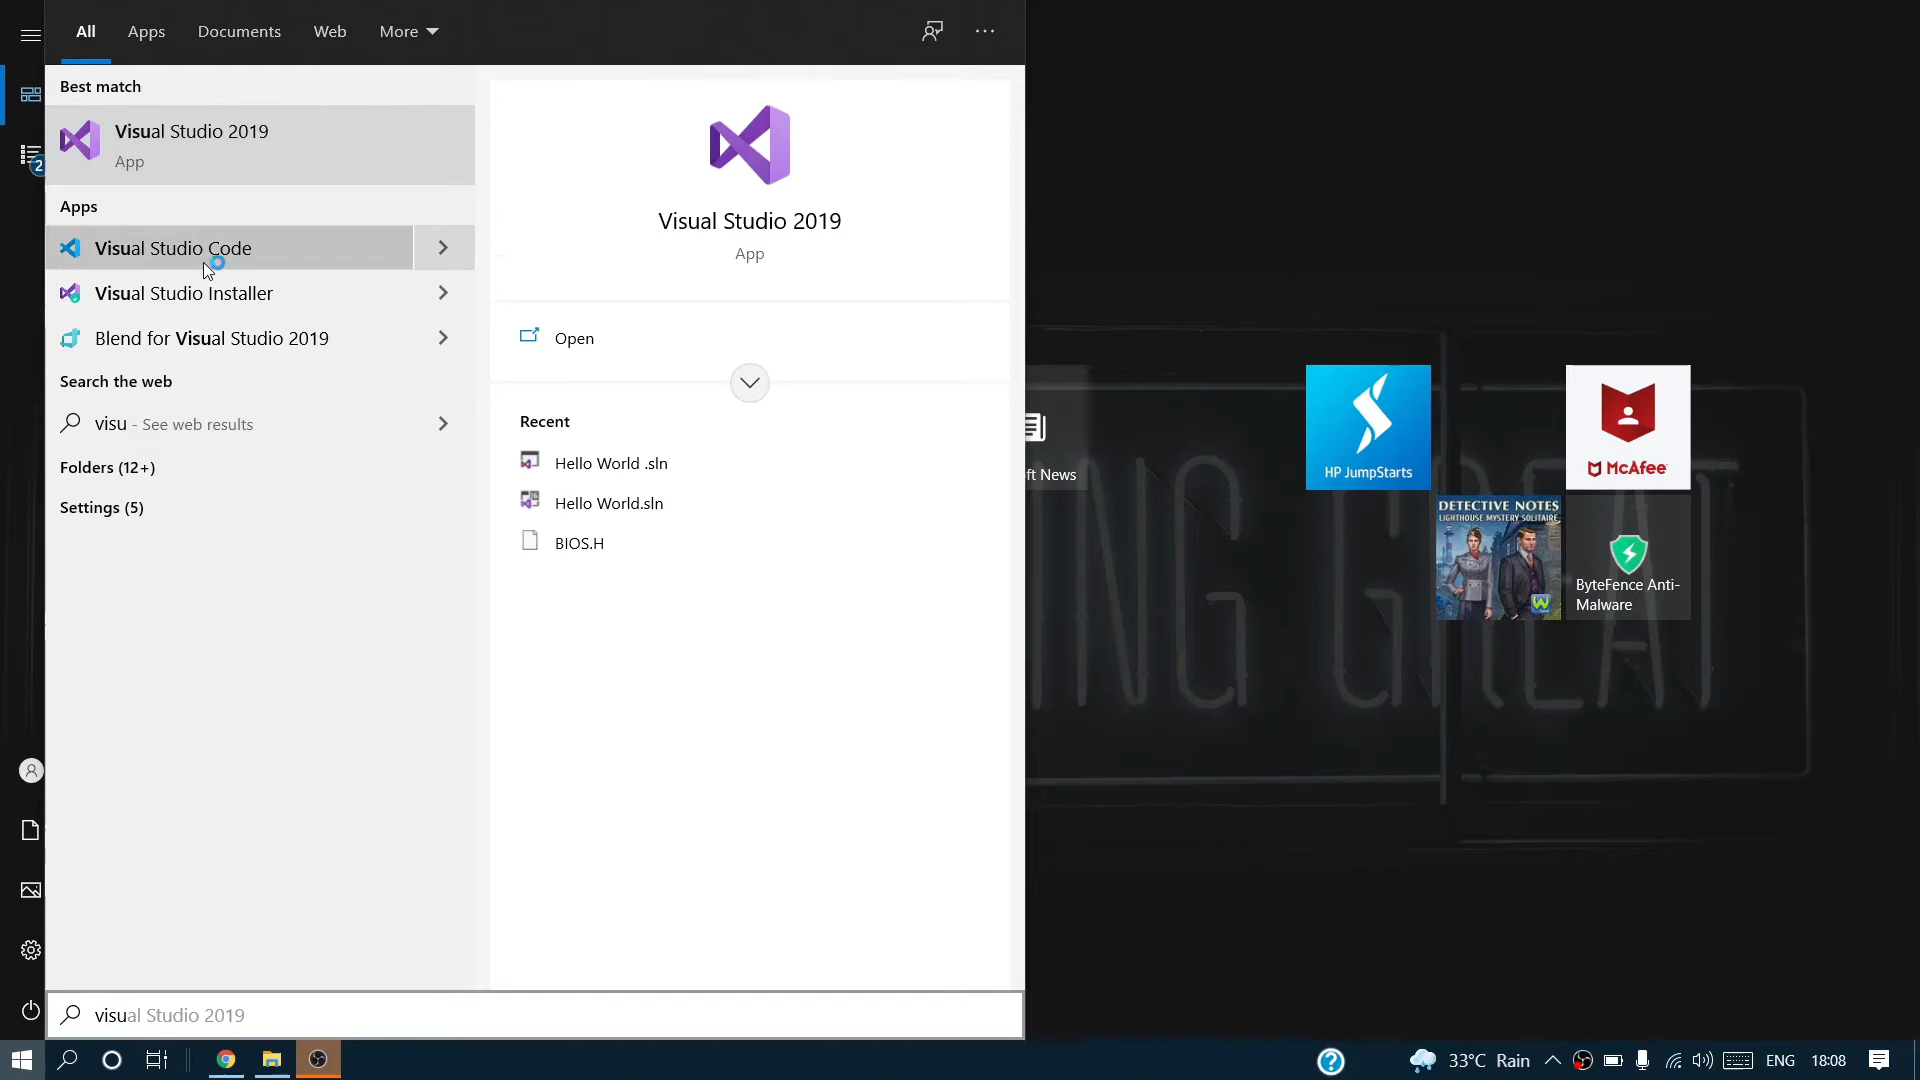 All Apps Documents Web More
Best match
Visual Studio 2019
App
Apps
Visual Studio Code
Visual Studio Installer
Blend for Visual Studio 2019
Search the web
visu - See web results
Folders (12+)
Settings (5)
Visual Studio 2019
App
Open
Recent
Hello World .sln
Hello World.sln
BIOS.H
2
ft News
HP JumpStarts
McAfee
DETECTIVE NOTES
LIGHTHOUSE MYSTERY SOLITAIRE
W
ByteFence Anti-
Malware
ING GREAT
visual Studio 2019
33°C Rain
ENG
18:08